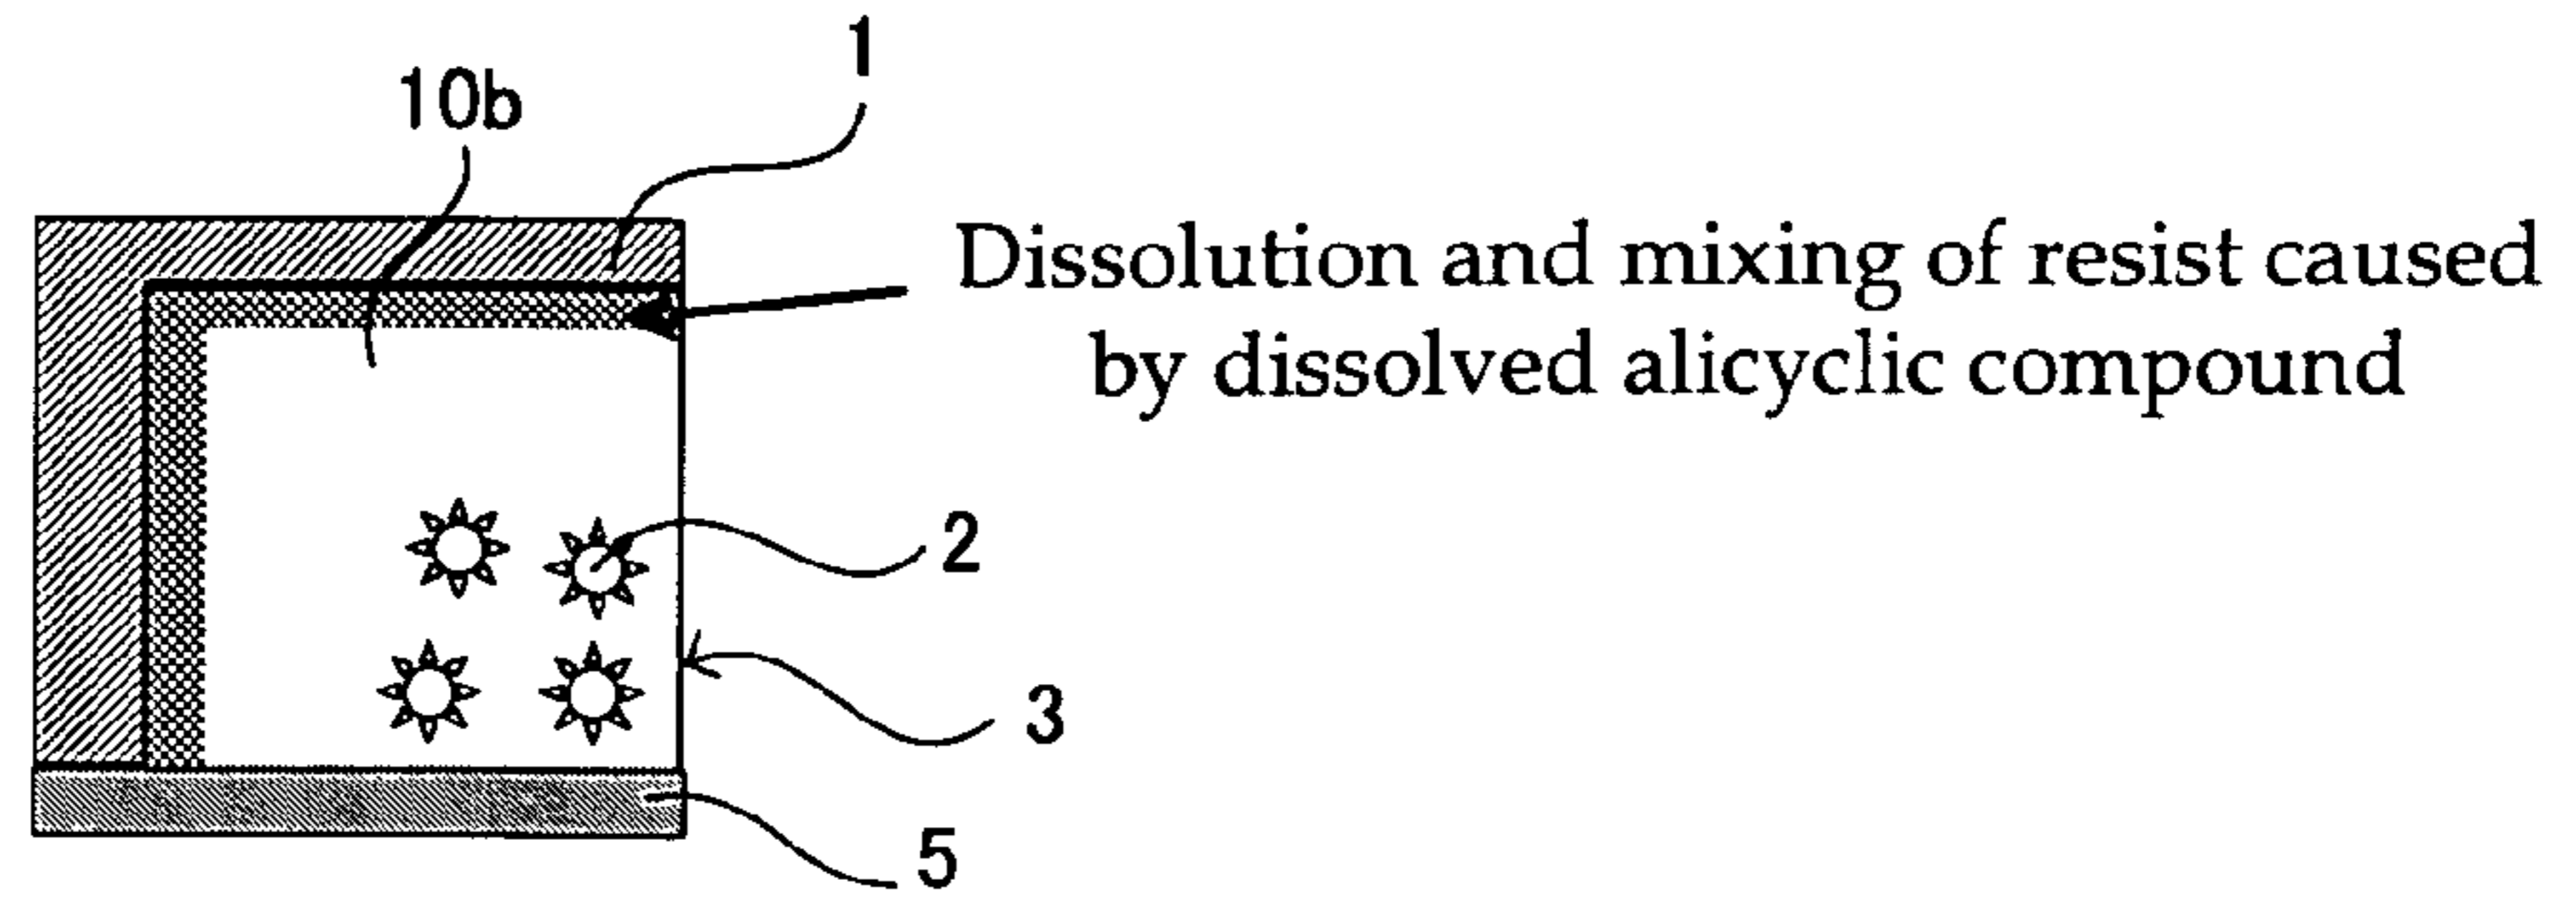 1
10b
Dissolution and mixing of resist caused
by dissolved alicyclic compound
2
3
5